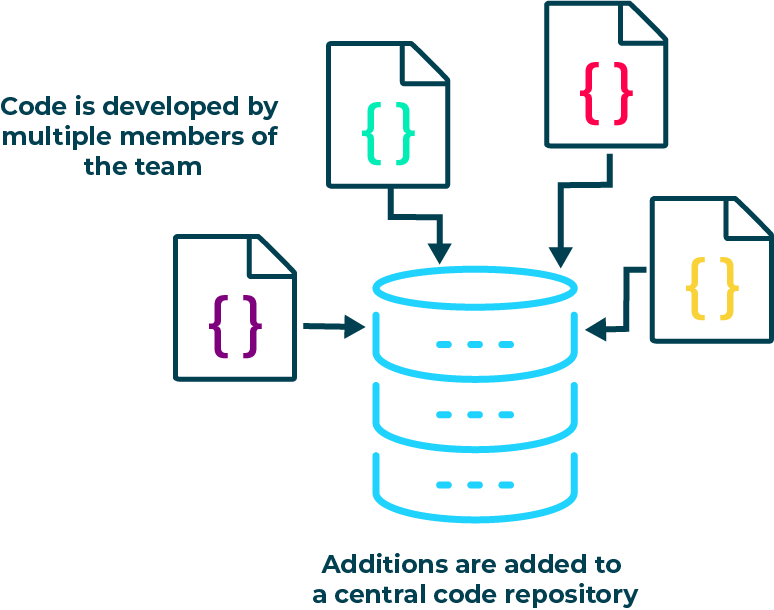 Code is developed by
multiple members of
the team
{ }
{ }
{ }
{ }
Additions are added to
a central code repository